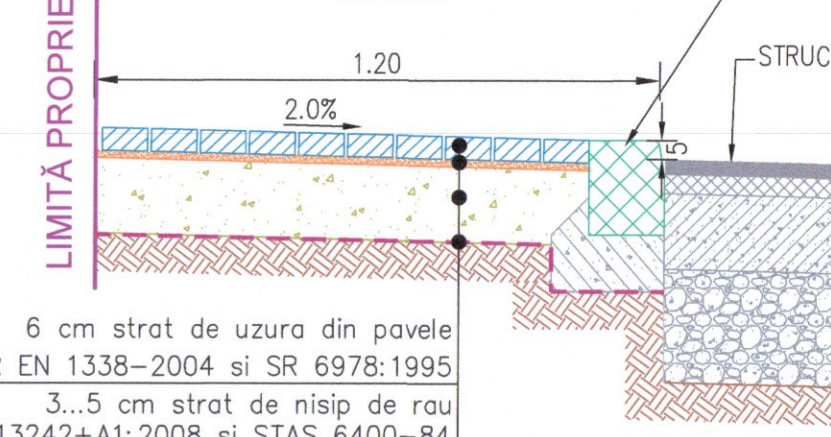 LIMITĂ PROPRIE
1.20
STRUC
2.0%
5
6 cm strat de uzura din pavele
EN 1338-2004 si SR 6978:1995
3...5 cm strat de nisip de rau
13242+A1:2008 si STAS 6400-84